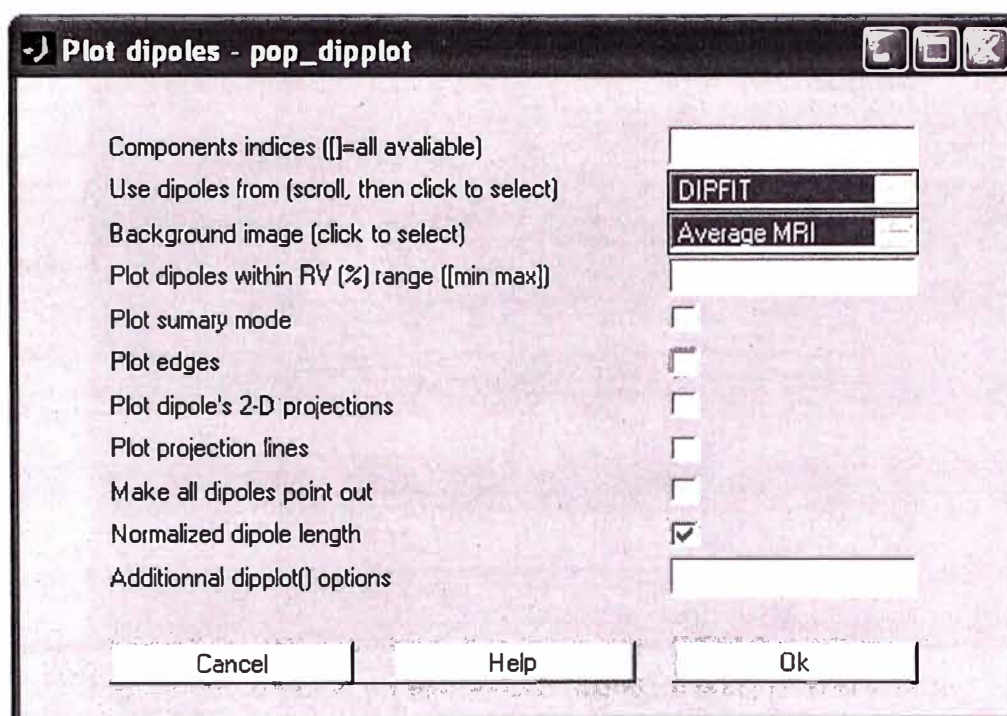 Plot dipoles - pop_dipplot
Components indices ([]=all avaliable)
Use dipoles from (scroll, then click to select) DIPFIT
Background image (click to select) Average MRI
Plot dipoles within RV (%) range ([min max])
Plot sumary mode
Plot edges
Plot dipole's 2-D projections
Plot projection lines
Make all dipoles point out
Normalized dipole length
Additionnal dipplot() options
Cancel Help Ok